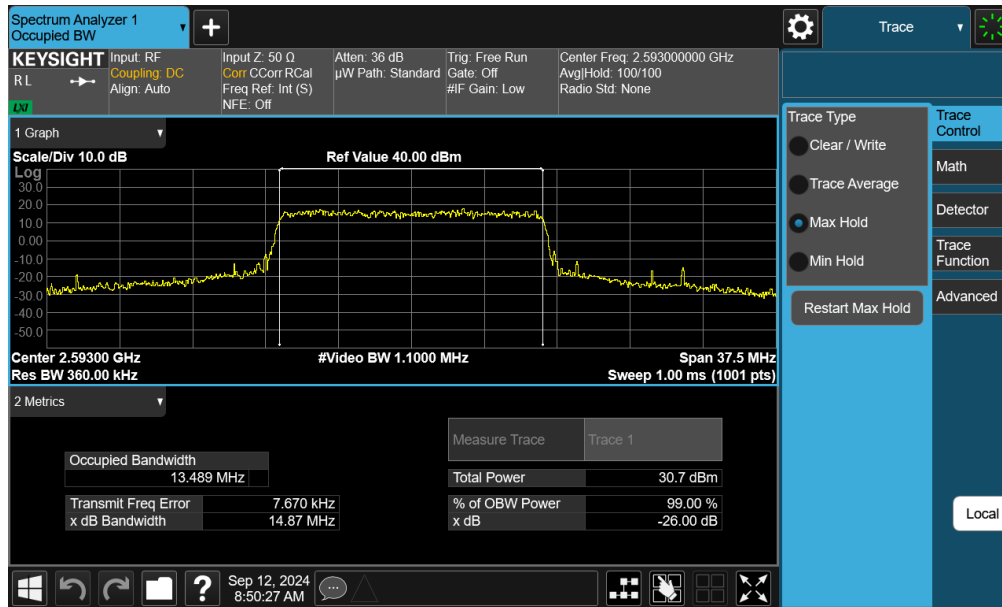 Spectrum Analyzer 1
Occupied BW
Trace
KEYSIGHT
R L
LXI
Input: RF
Coupling: DC
Align: Auto
Input Z: 50 Ω
Corr CCorr RCal
Freq Ref: Int (S)
NFE: Off
Atten: 36 dB
µW Path: Standard
Trig: Free Run
Gate: Off
#IF Gain: Low
Center Freq: 2.593000000 GHz
Avg|Hold: 100/100
Radio Std: None
1 Graph
Scale/Div 10.0 dB
Ref Value 40.00 dBm
Log
30.0
20.0
10.0
0.00
-10.0
-20.0
-30.0
-40.0
-50.0
Center 2.59300 GHz
#Video BW 1.1000 MHz
Span 37.5 MHz
Res BW 360.00 kHz
Sweep 1.00 ms (1001 pts)
2 Metrics
Measure Trace
Trace 1
Occupied Bandwidth
13.489 MHz
Total Power
30.7 dBm
Transmit Freq Error
7.670 kHz
% of OBW Power
99.00 %
x dB Bandwidth
14.87 MHz
x dB
-26.00 dB
Trace Type
Clear / Write
Trace Average
Max Hold
Min Hold
Restart Max Hold
Trace
Control
Math
Detector
Trace
Function
Advanced
Local
?
Sep 12, 2024
8:50:27 AM